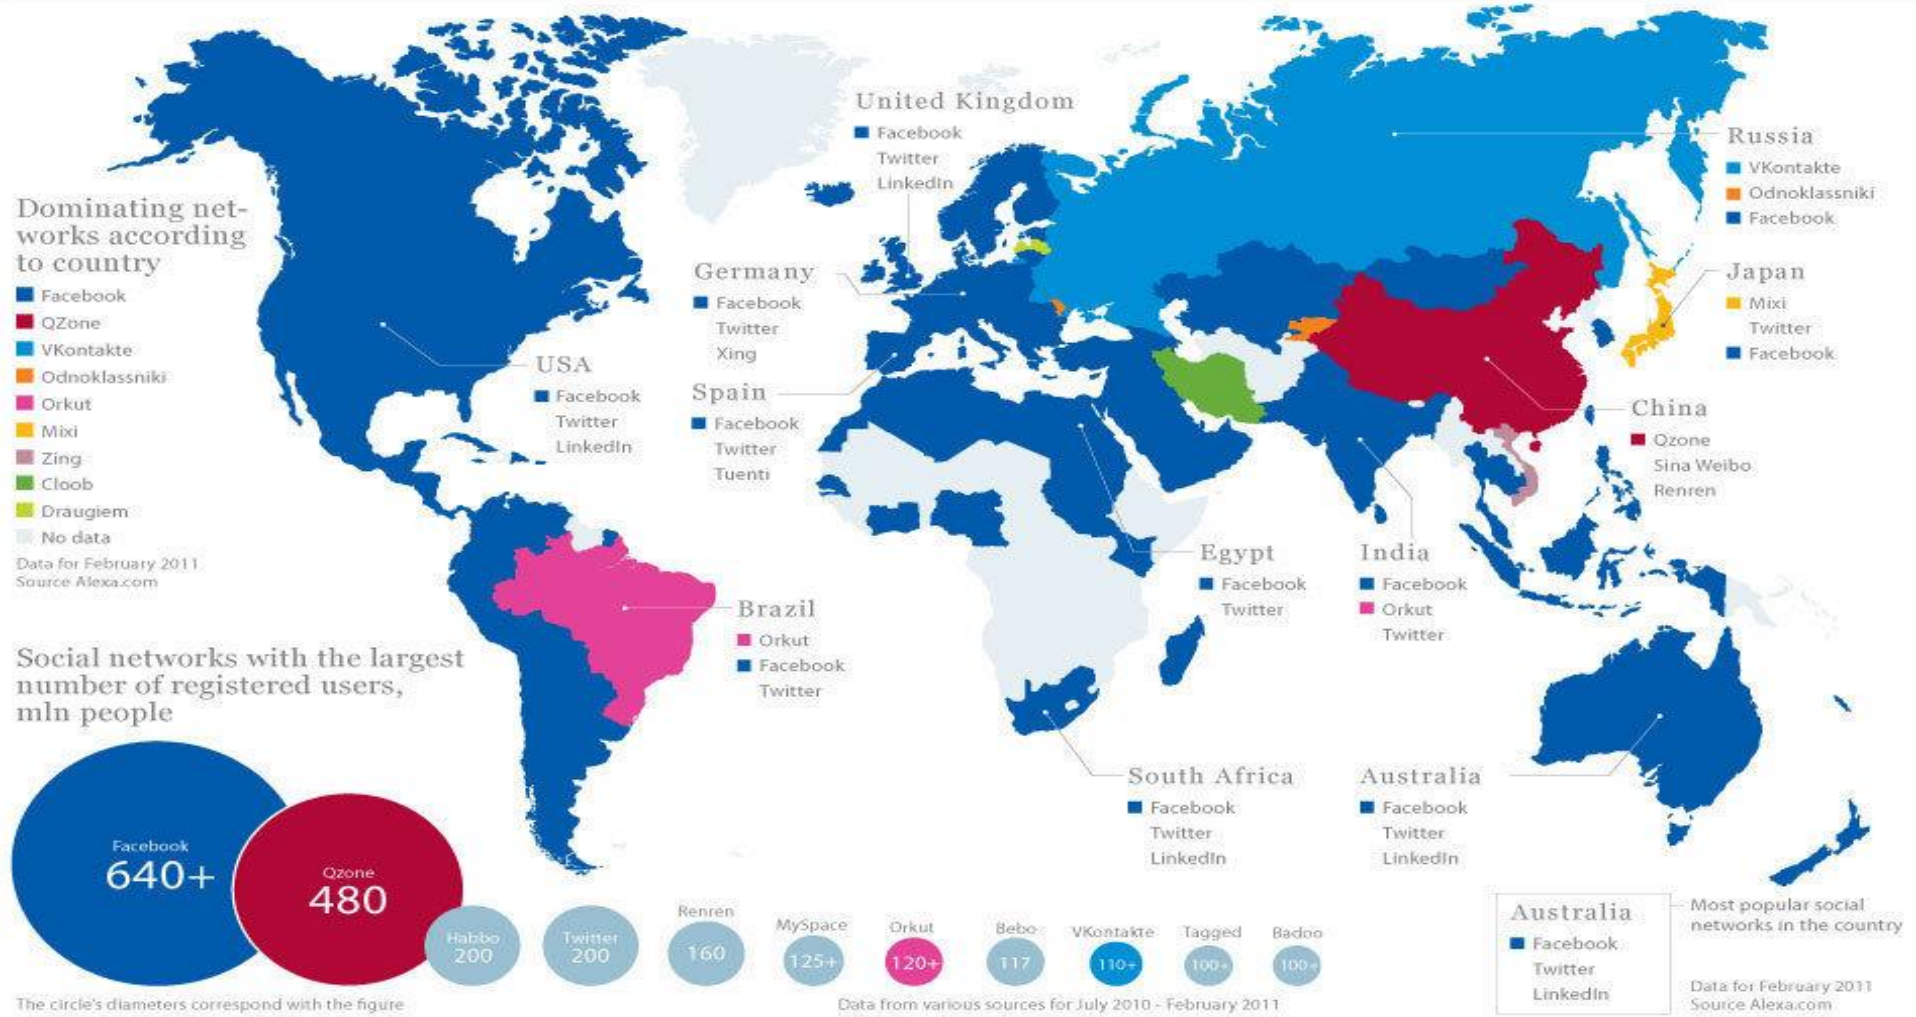 United Kingdom
Facebook
Twitter
LinkedIn
Russia
VKontakte
Odnoklassniki
Facebook
Dominating net-
works according
to country
Facebook
QZone
VKontakte
Odnoklassniki
Orkut
Mixi
Zing
Cloob
Draugiem
No data
Data for February 2011
Source Alexa.com
Germany
Facebook
Twitter
Xing
Japan
Mixi
Twitter
Facebook
USA
Facebook
Twitter
LinkedIn
Spain
Facebook
Twitter
Tuenti
China
Qzone
Sina Weibo
Renren
Egypt
Facebook
Twitter
India
Facebook
Orkut
Twitter
Brazil
Orkut
Facebook
Twitter
Social networks with the largest
number of registered users,
mln people
South Africa
Facebook
Twitter
LinkedIn
Australia
Facebook
Twitter
LinkedIn
Facebook
640+
Qzone
480
Habbo
200
Twitter
200
Renren
160
MySpace
125+
Orkut
120+
Bebo
117
VKontakte
110+
Tagged
100+
Badoo
100+
Australia
Facebook
Twitter
LinkedIn
Most popular social
networks in the country
Data for February 2011
Source Alexa.com
The circle's diameters correspond with the figure
Data from various sources for July 2010 - February 2011